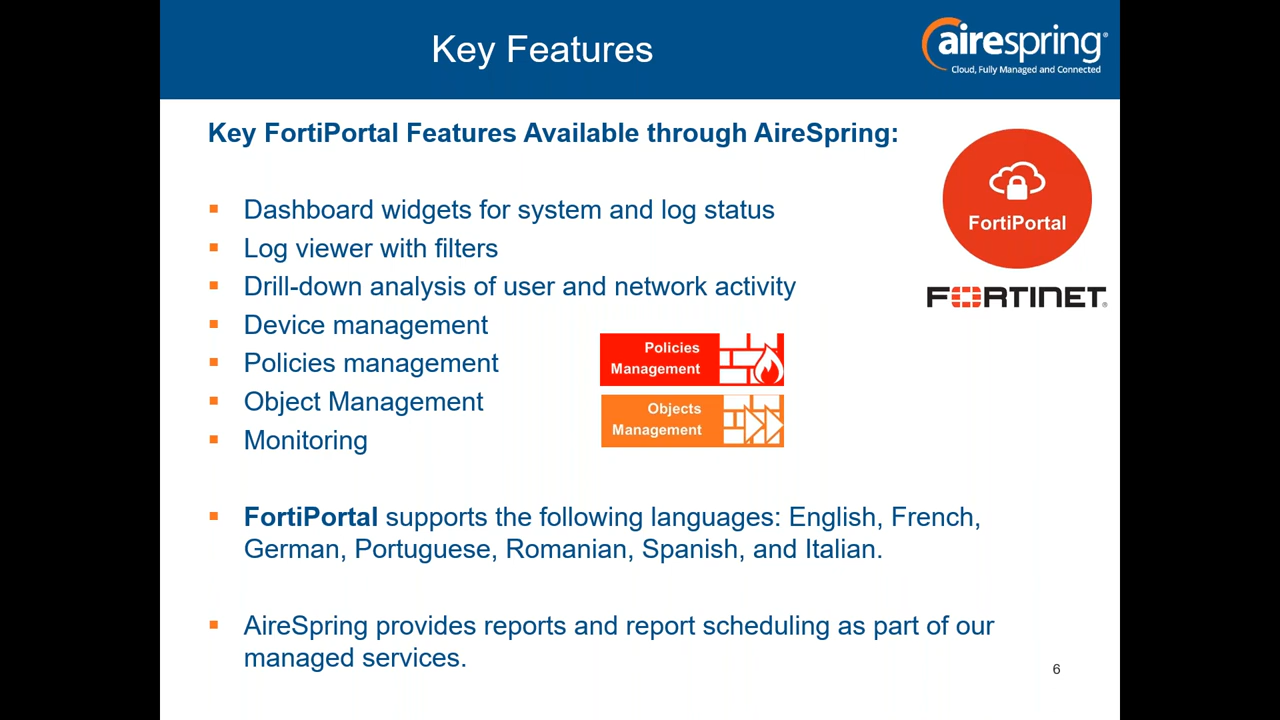 Key Features
airespring®
Cloud, Fully Managed and Connected
Key FortiPortal Features Available through AireSpring:
FortiPortal
FORTINET®
▪ Dashboard widgets for system and log status
▪ Log viewer with filters
▪ Drill-down analysis of user and network activity
▪ Device management
▪ Policies management
▪ Object Management
▪ Monitoring
Policies
Management
Objects
Management
▪ FortiPortal supports the following languages: English, French,
German, Portuguese, Romanian, Spanish, and Italian.
▪ AireSpring provides reports and report scheduling as part of our
managed services.
6